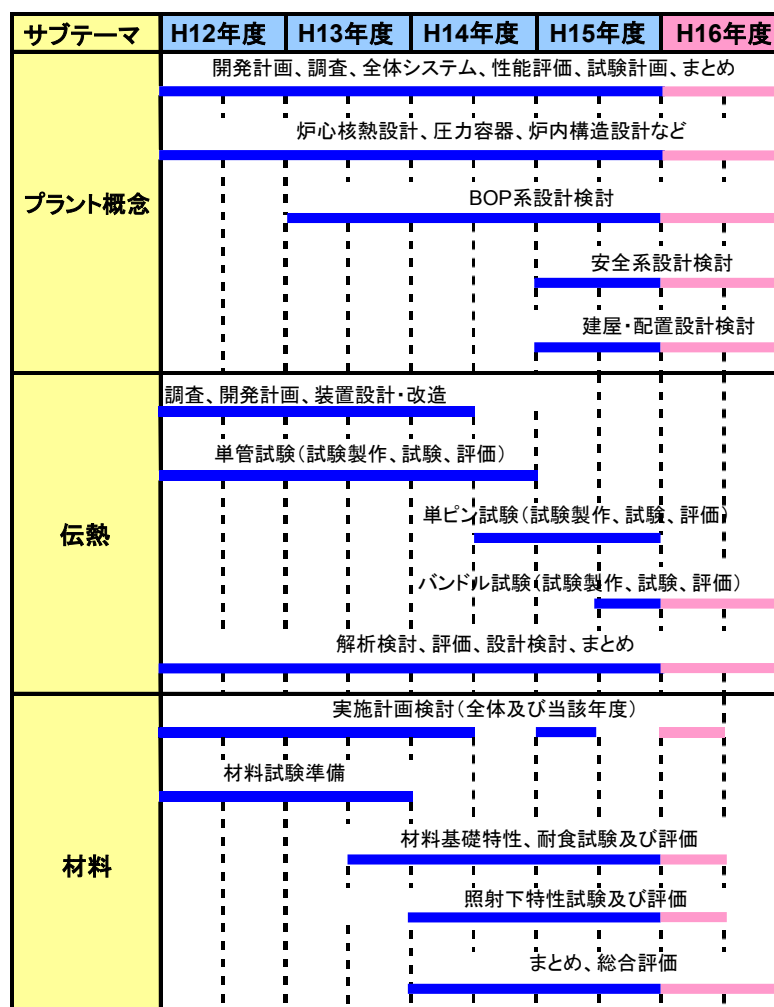 サブテーマ H12年度 H13年度 H14年度 H15年度 H16年度
プラント概念
開発計画、調査、全体システム、性能評価、試験計画、まとめ
炉心核熱設計、圧力容器、炉内構造設計など
BOP系設計検討
安全系設計検討
建屋・配置設計検討
伝熱
調査、開発計画、装置設計・改造
単管試験(試験製作、試験、評価)
単ピン試験(試験製作、試験、評価)
バンドル試験(試験製作、試験、評価)
解析検討、評価、設計検討、まとめ
材料
実施計画検討(全体及び当該年度)
材料試験準備
材料基礎特性、耐食試験及び評価
照射下特性試験及び評価
まとめ、総合評価